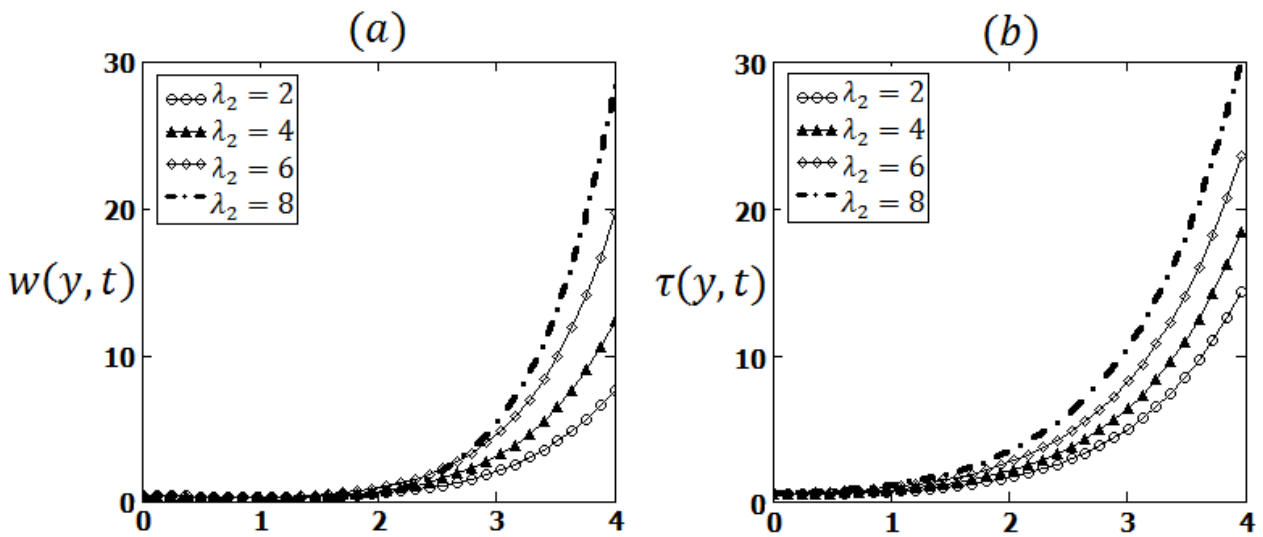 (a)
30
λ₂ = 2
λ₂ = 4
λ₂ = 6
λ₂ = 8
20
w(y, t)
10
0
0 1 2 3 4
(b)
30
λ₂ = 2
λ₂ = 4
λ₂ = 6
λ₂ = 8
20
τ(y, t)
10
0
0 1 2 3 4